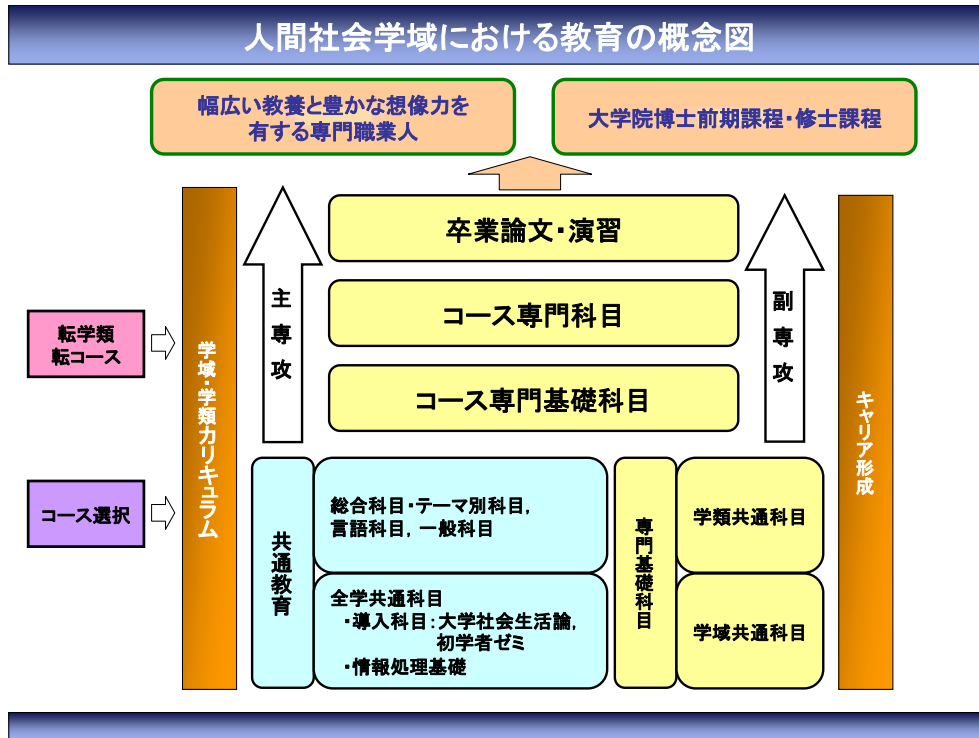 人間社会学域における教育の概念図
幅広い教養と豊かな想像力を
有する専門職業人
大学院博士前期課程・修士課程
卒業論文・演習
コース専門科目
コース専門基礎科目
主専攻
副専攻
転学類
転コース
コース選択
学域・学類カリキュラム
キャリア形成
共通教育
総合科目・テーマ別科目,
言語科目, 一般科目
全学共通科目
・導入科目：大学社会生活論,
初学者ゼミ
・情報処理基礎
専門基礎科目
学類共通科目
学域共通科目